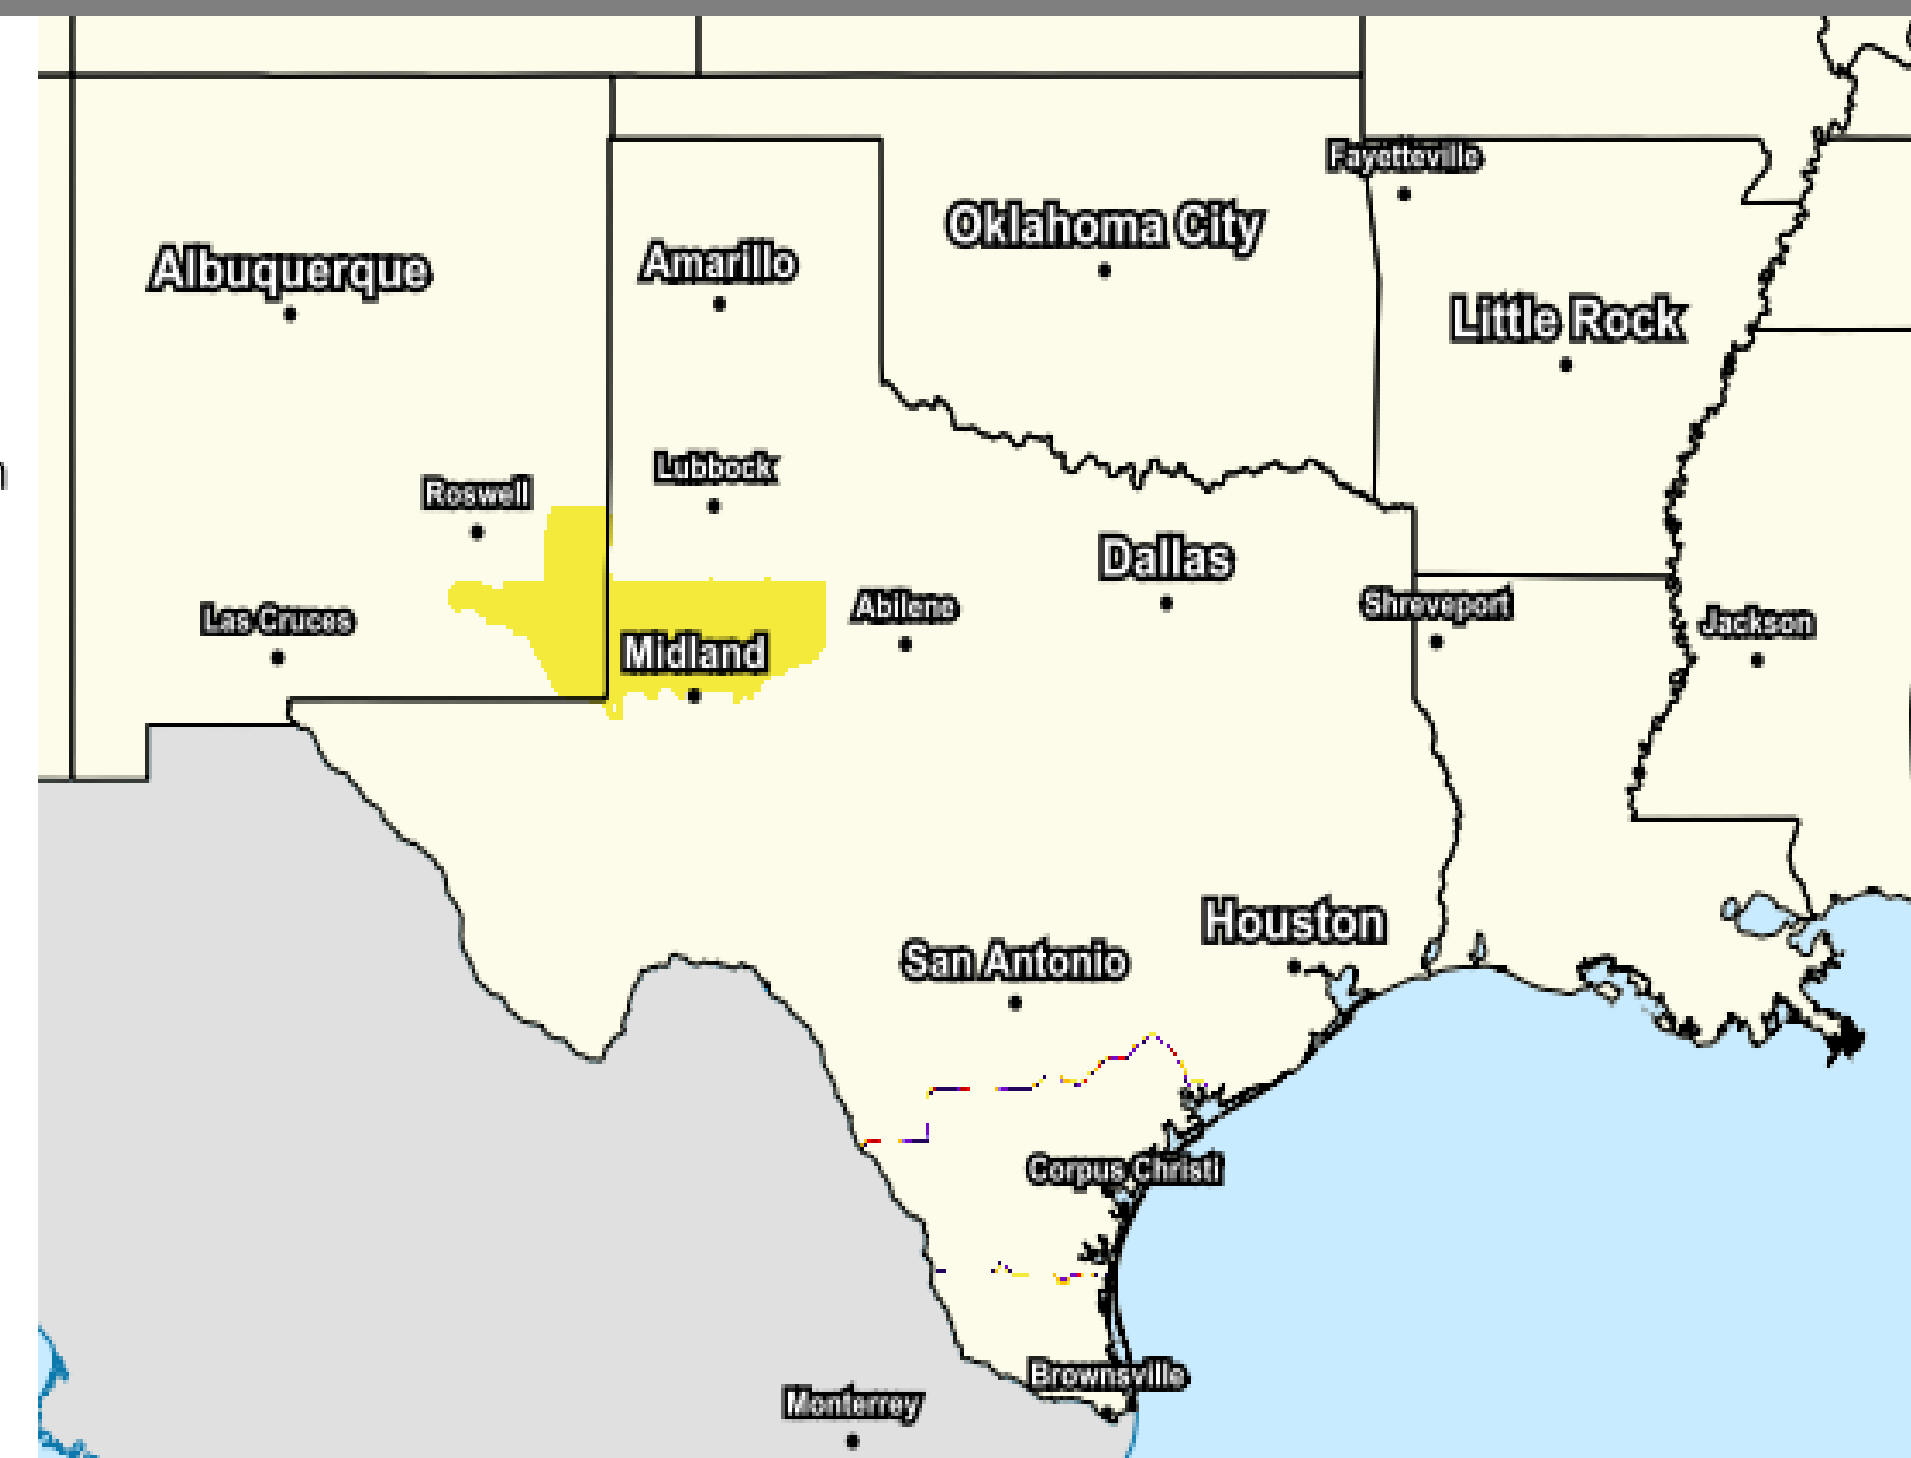 Fayetteville
Oklahoma City
Albuquerque
Amarillo
Little Rock
Lubbock
Roswell
Dallas
Las Cruces
Abilene
Shreveport
Jackson
Midland
Houston
San Antonio
Corpus Christi
Brownsville
Monterrey